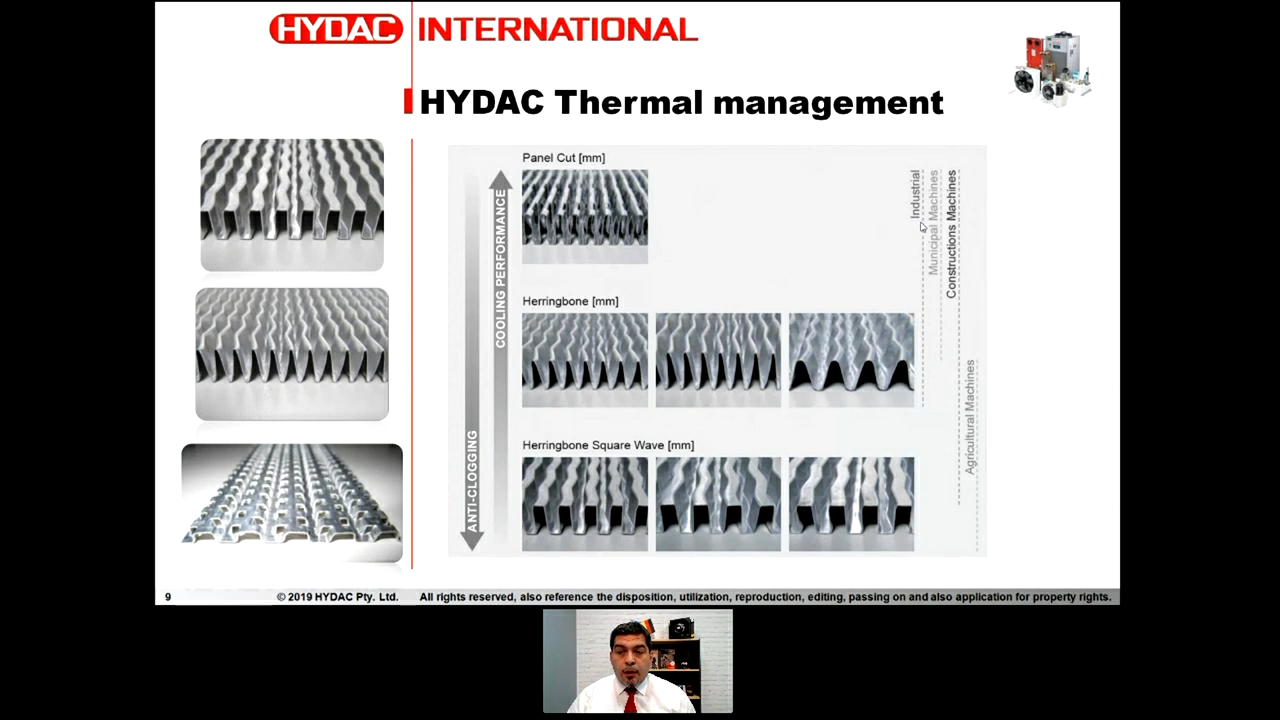 HYDAC INTERNATIONAL
HYDAC Thermal management
Panel Cut [mm]
COOLING PERFORMANCE
Industrial
Municipal Machines
Constructions Machines
Herringbone [mm]
Agricultural Machines
ANTI-CLOGGING
Herringbone Square Wave [mm]
9
© 2019 HYDAC Pty. Ltd.
All rights reserved, also reference the disposition, utilization, reproduction, editing, passing on and also application for property rights.